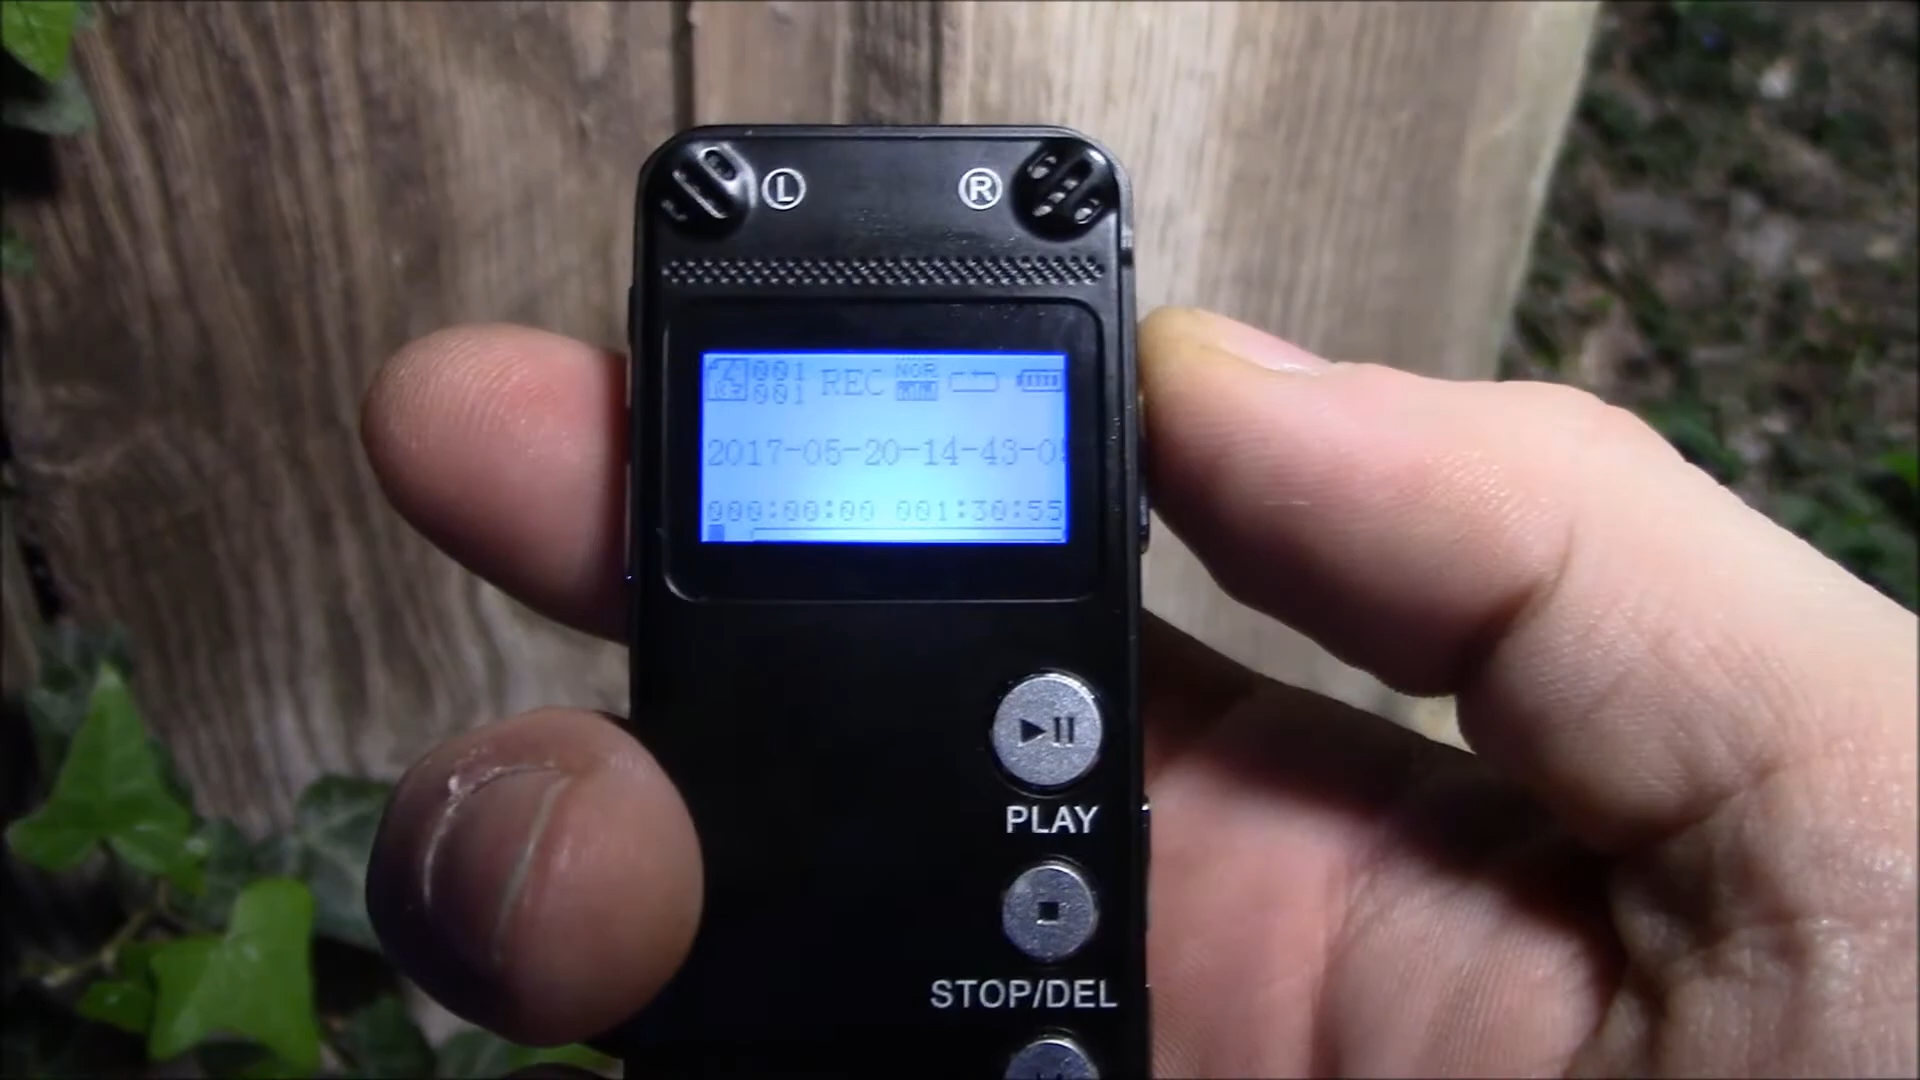 L R
001 REC NOR
001
2017-05-20-14-43-0
000:00:00 001:30:55
PLAY
STOP/DEL